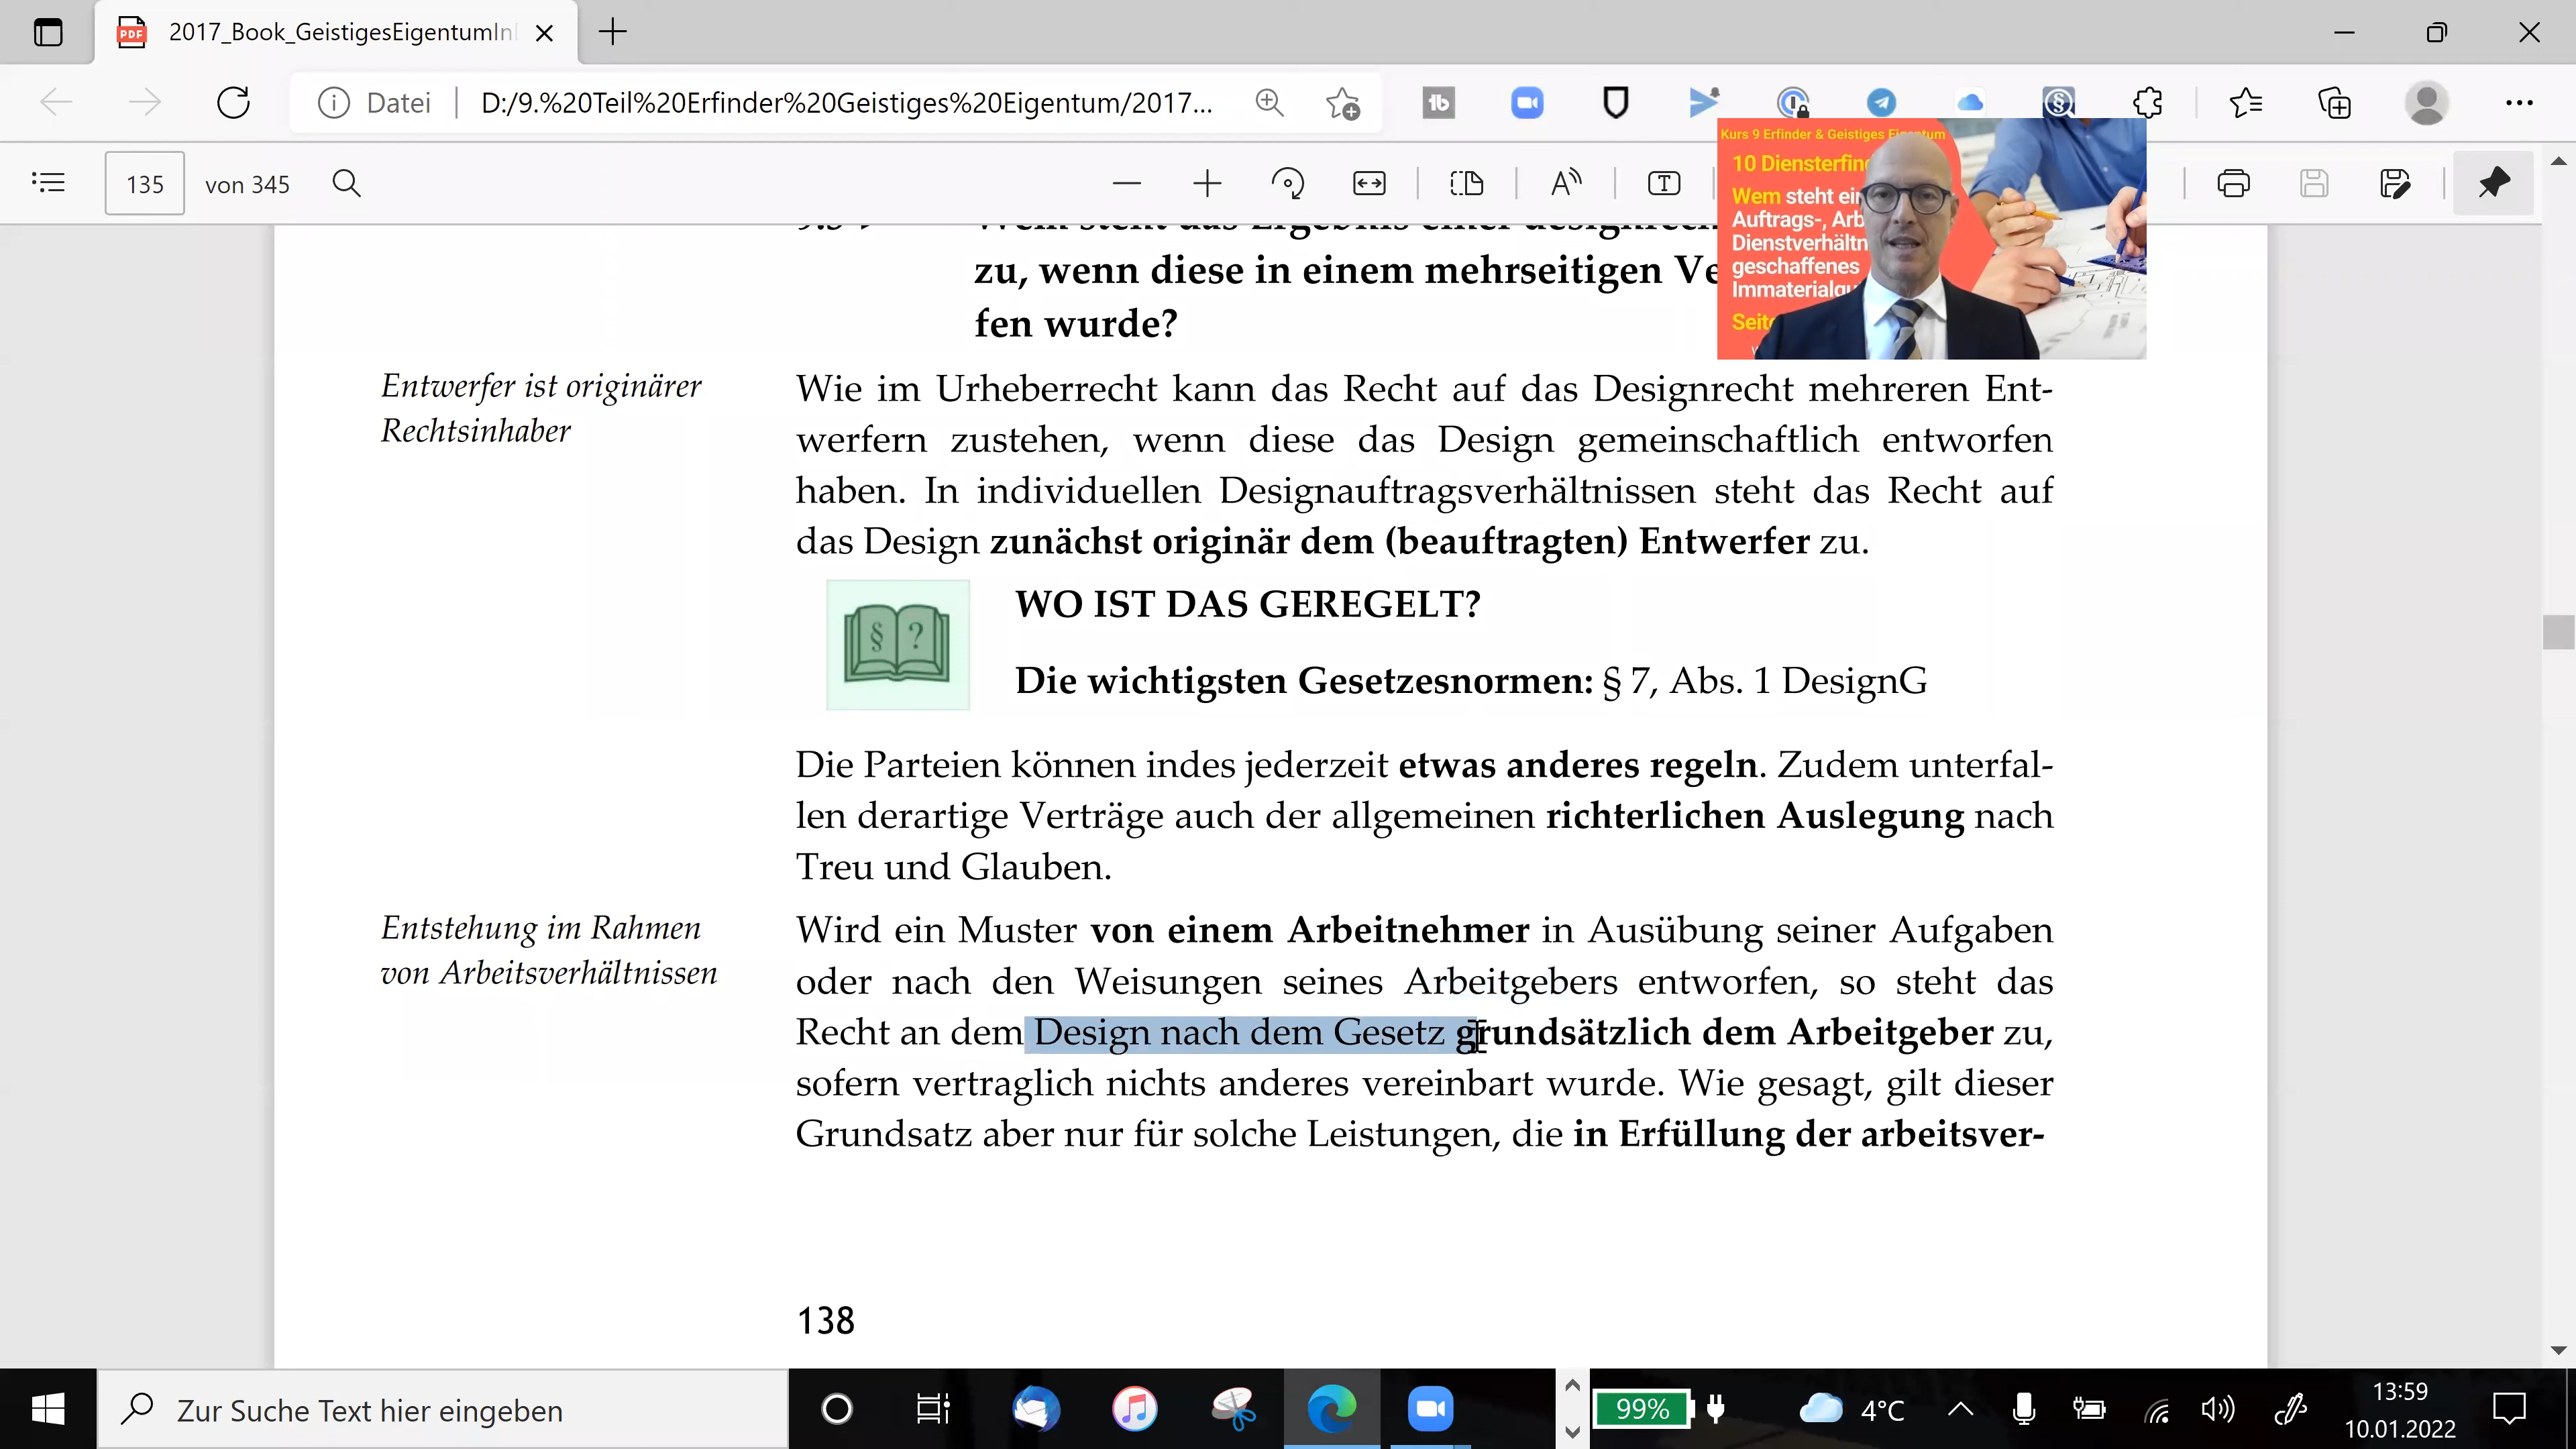 2017_Book_GeistigesEigentumIn
Datei
D:/9.%20Teil%20Erfinder%20Geistiges%20Eigentum/2017...
135 von 345
Kurs 9 Erfinder & Geistiges Eigentum
10
Wem steht
Auftrags-,
geschaffenes
zu, wenn diese in einem mehrseitigen
fen wurde?
Entwerfer ist originärer
Rechtsinhaber
Wie im Urheberrecht kann das Recht auf das Designrecht mehreren Ent-
werfern zustehen, wenn diese das Design gemeinschaftlich entworfen
haben. In individuellen Designauftragsverhältnissen steht das Recht auf
das Design zunächst originär dem (beauftragten) Entwerfer zu.
§ ?
WO IST DAS GEREGELT?
Die wichtigsten Gesetzesnormen: § 7, Abs. 1 DesignG
Die Parteien können indes jederzeit etwas anderes regeln. Zudem unterfal-
len derartige Verträge auch der allgemeinen richterlichen Auslegung nach
Treu und Glauben.
Entstehung im Rahmen
von Arbeitsverhältnissen
Wird ein Muster von einem Arbeitnehmer in Ausübung seiner Aufgaben
oder nach den Weisungen seines Arbeitgebers entworfen, so steht das
Recht an dem Design nach dem Gesetz grundsätzlich dem Arbeitgeber zu,
sofern vertraglich nichts anderes vereinbart wurde. Wie gesagt, gilt dieser
Grundsatz aber nur für solche Leistungen, die in Erfüllung der arbeitsver-
138
Zur Suche Text hier eingeben
99%
4°C
13:59
10.01.2022